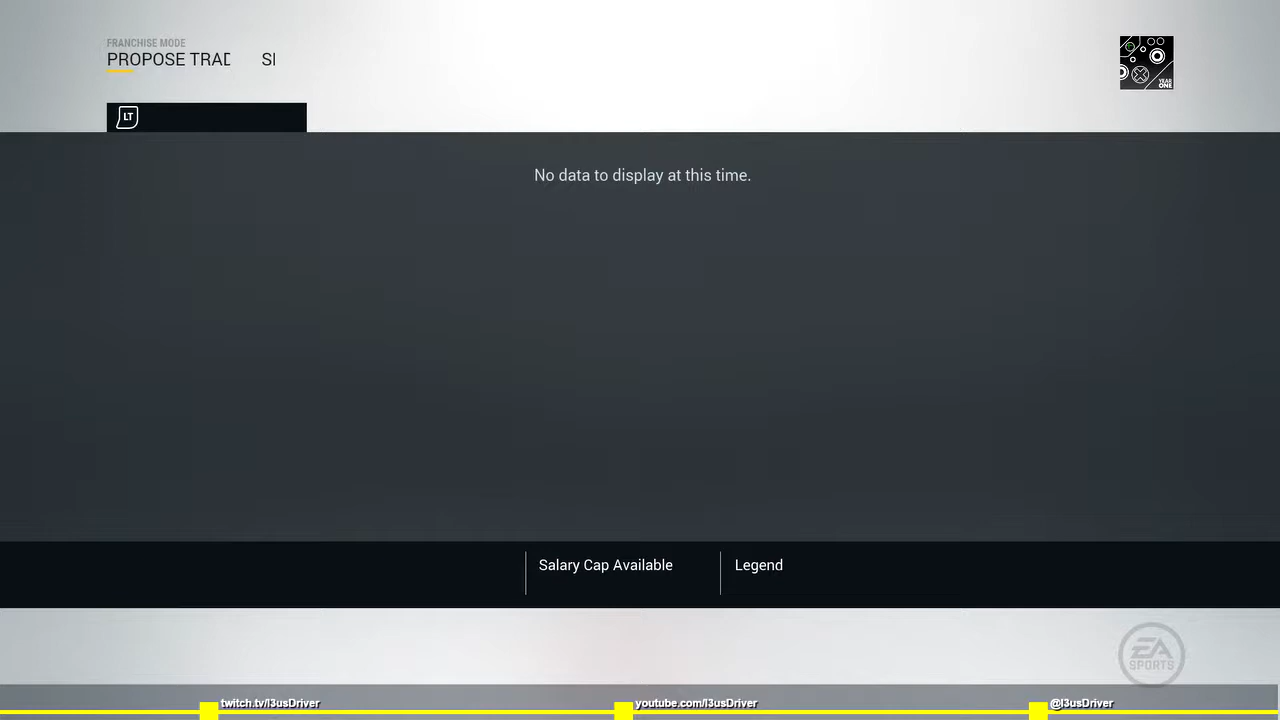 FRANCHISE MODE
PROPOSE TRAD SI
YEAR
ONE
LT
No data to display at this time.
Salary Cap Available
Legend
EA
SPORTS
twitch.tv/l3usDriver
youtube.com/l3usDriver
@l3usDriver